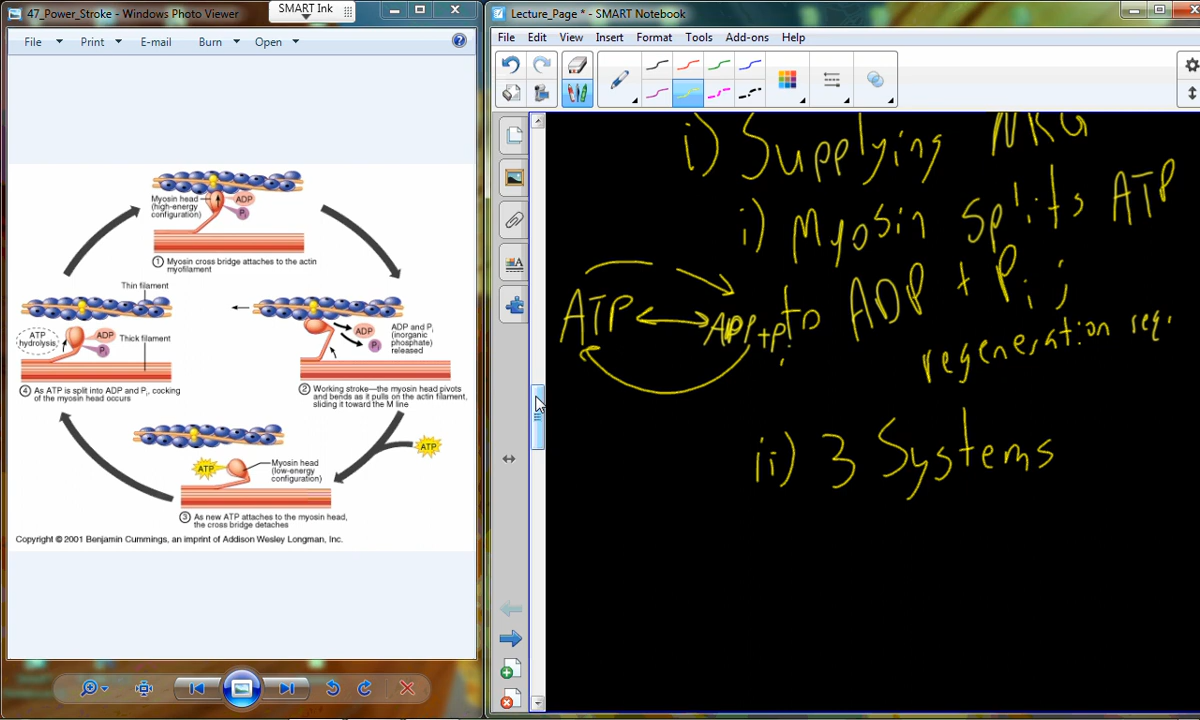 47_Power_Stroke - Windows Photo Viewer
SMART Ink
File Print E-mail Burn Open
Myosin head
(high-energy
configuration)
ADP
Pi
① Myosin cross bridge attaches to the actin
myofilament
Thin filament
ATP
hydrolysis
ADP
Pi
Thick filament
④ As ATP is split into ADP and Pi, cocking
of the myosin head occurs
ADP
Pi
ADP and Pi
(inorganic
phosphate)
released
② Working stroke—the myosin head pivots
and bends as it pulls on the actin filament,
sliding it toward the M line
ATP
ATP
Myosin head
(low-energy
configuration)
③ As new ATP attaches to the myosin head,
the cross bridge detaches
Copyright © 2001 Benjamin Cummings, an imprint of Addison Wesley Longman, Inc.
Lecture_Page * - SMART Notebook
File Edit View Insert Format Tools Add-ons Help
i) Supplying NRG
i) Myosin splits ATP
to ADP + Pi ;
regeneration req.
ATP ADP + Pi
ii) 3 Systems